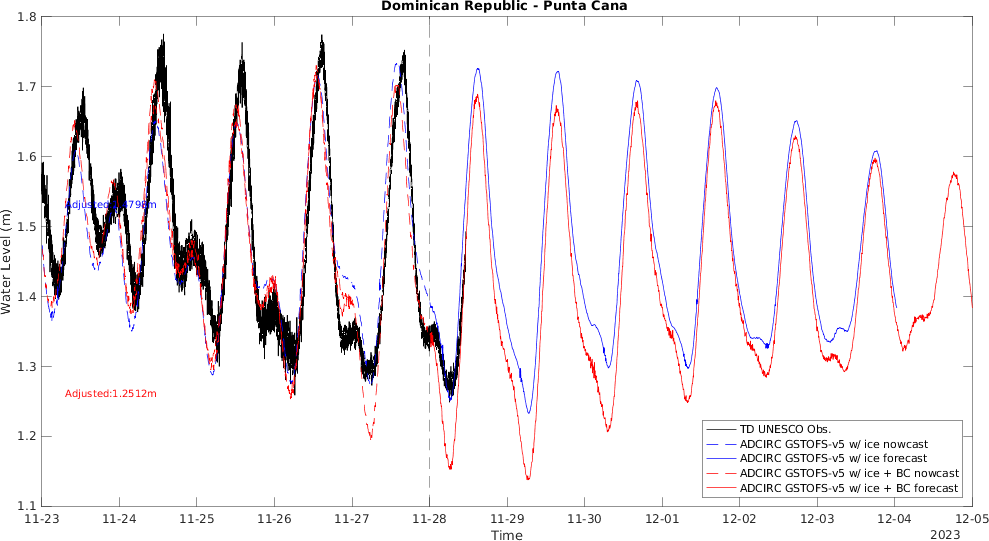 Dominican Republic - Punta Cana
1.8
1.7
1.6
1.5
1.4
1.3
1.2
1.1
Water Level (m)
Adjusted:
Adjusted:1.2512m
TD UNESCO Obs.
ADCIRC GSTOFS-v5 w/ ice nowcast
ADCIRC GSTOFS-v5 w/ ice forecast
ADCIRC GSTOFS-v5 w/ ice + BC nowcast
ADCIRC GSTOFS-v5 w/ ice + BC forecast
11-23 11-24 11-25 11-26 11-27 11-28 11-29 11-30 12-01 12-02 12-03 12-04 12-05
Time
2023